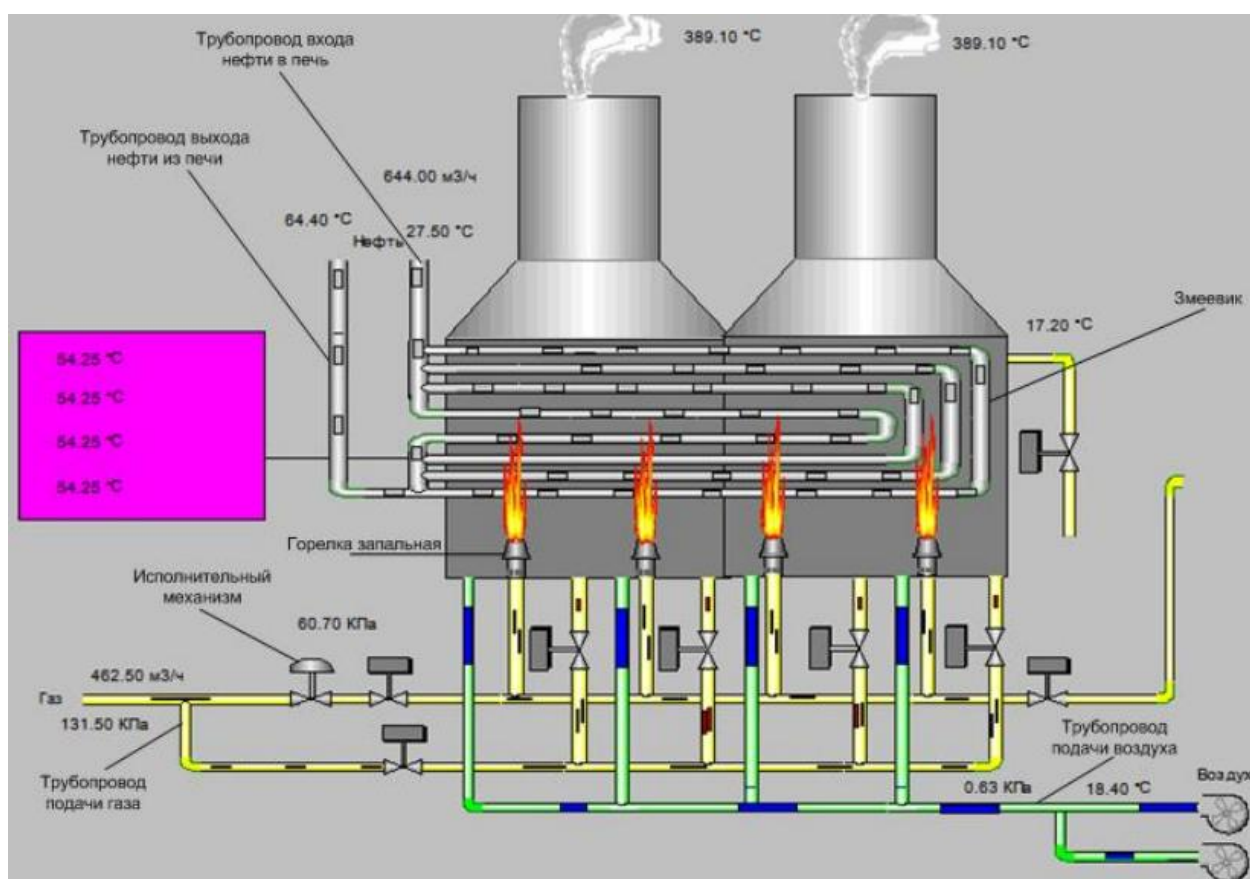 Трубопровод входа
нефти в печь
389.10 °C
389.10 °C
Трубопровод выхода
нефти из печи
644.00 м3/ч
64.40 °C
Нефть
27.50 °C
Змеевик
17.20 °C
54.25 °C
54.25 °C
54.25 °C
54.25 °C
Горелка запальная
Исполнительный
механизм
60.70 КПа
462.50 м3/ч
Газ
131.50 КПа
Трубопровод
подачи газа
Трубопровод
подачи воздуха
0.63 КПа
18.40 °C
Воздух